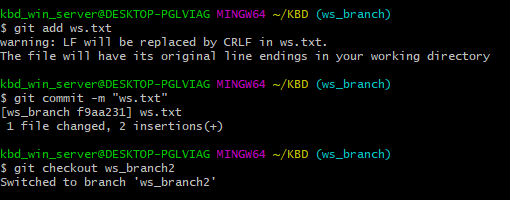 kbd_win_server@DESKTOP-PGLVIAG MINGW64 ~/KBD (ws_branch)
$ git add ws.txt
warning: LF will be replaced by CRLF in ws.txt.
The file will have its original line endings in your working directory
kbd_win_server@DESKTOP-PGLVIAG MINGW64 ~/KBD (ws_branch)
$ git commit -m "ws.txt"
[ws_branch f9aa231] ws.txt
 1 file changed, 2 insertions(+)
kbd_win_server@DESKTOP-PGLVIAG MINGW64 ~/KBD (ws_branch)
$ git checkout ws_branch2
Switched to branch 'ws_branch2'